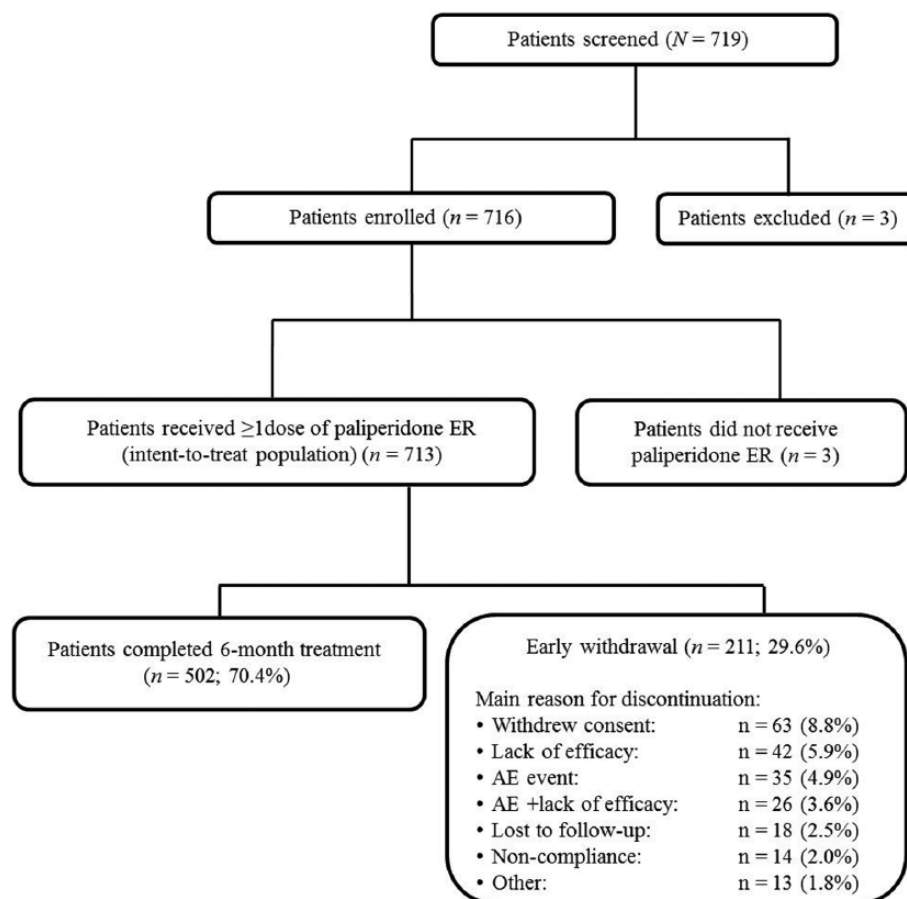 Patients screened (N = 719)
Patients enrolled (n = 716)
Patients excluded (n = 3)
Patients received ≥1dose of paliperidone ER
(intent-to-treat population) (n = 713)
Patients did not receive
paliperidone ER (n = 3)
Patients completed 6-month treatment
(n = 502; 70.4%)
Early withdrawal (n = 211; 29.6%)
Main reason for discontinuation:
• Withdrew consent: n = 63 (8.8%)
• Lack of efficacy: n = 42 (5.9%)
• AE event: n = 35 (4.9%)
• AE +lack of efficacy: n = 26 (3.6%)
• Lost to follow-up: n = 18 (2.5%)
• Non-compliance: n = 14 (2.0%)
• Other: n = 13 (1.8%)